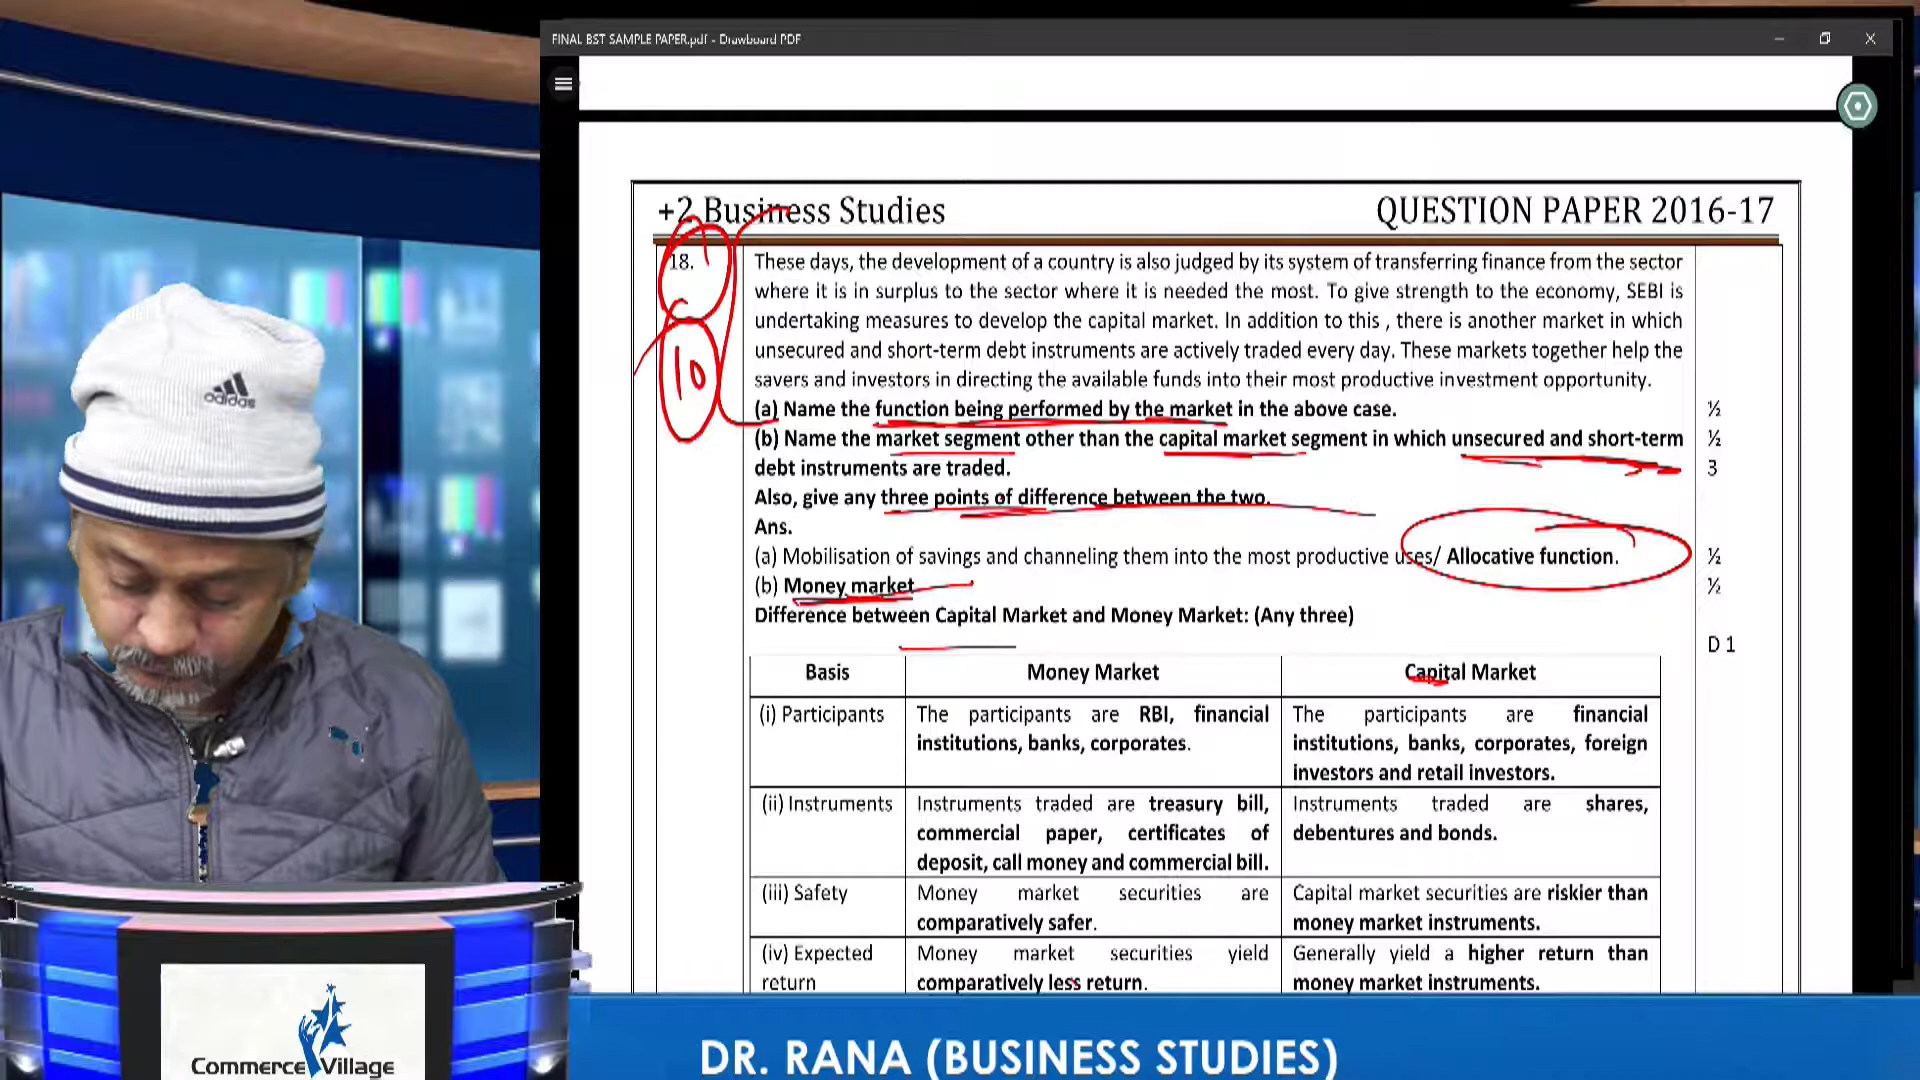 FINAL BST SAMPLE PAPER.pdf - Drawboard PDF
+2 Business Studies QUESTION PAPER 2016-17
18. These days, the development of a country is also judged by its system of transferring finance from the sector
where it is in surplus to the sector where it is needed the most. To give strength to the economy, SEBI is
undertaking measures to develop the capital market. In addition to this , there is another market in which
unsecured and short-term debt instruments are actively traded every day. These markets together help the
10
savers and investors in directing the available funds into their most productive investment opportunity.
(a) Name the function being performed by the market in the above case. ½
(b) Name the market segment other than the capital market segment in which unsecured and short-term ½
debt instruments are traded. 3
Also, give any three points of difference between the two.
Ans.
(a) Mobilisation of savings and channeling them into the most productive uses/ Allocative function. ½
(b) Money market ½
Difference between Capital Market and Money Market: (Any three)
D 1
Basis Money Market Capital Market
(i) Participants The participants are RBI, financial The participants are financial
institutions, banks, corporates. institutions, banks, corporates, foreign
investors and retail investors.
(ii) Instruments Instruments traded are treasury bill, Instruments traded are shares,
commercial paper, certificates of debentures and bonds.
deposit, call money and commercial bill.
(iii) Safety Money market securities are Capital market securities are riskier than
comparatively safer. money market instruments.
(iv) Expected Money market securities yield Generally yield a higher return than
return comparatively less return. money market instruments.
adidas
Commerce Village
DR. RANA (BUSINESS STUDIES)